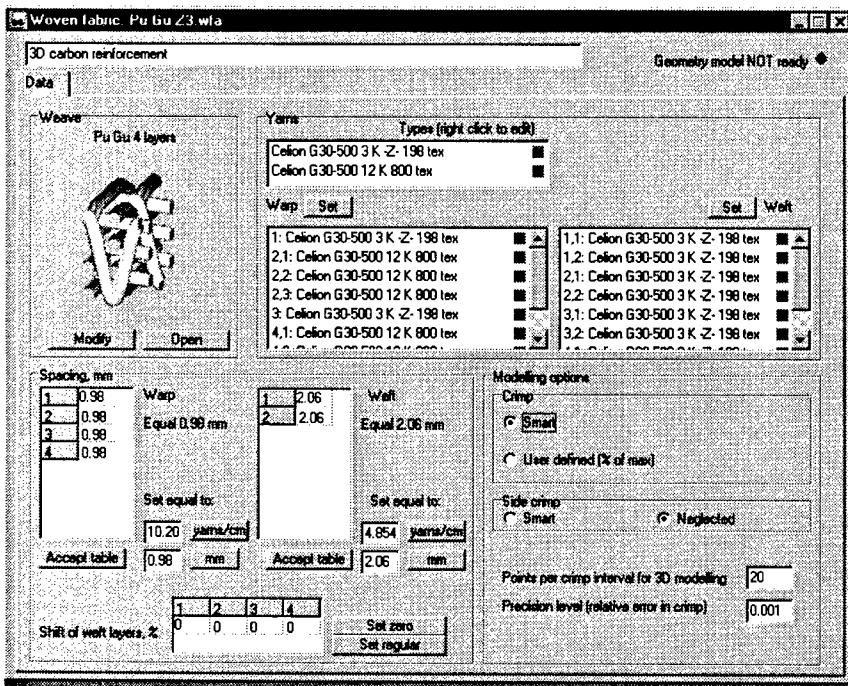 Woven fabric. Pu Gu Z3.wfa
3D carbon reinforcement
Geometry model NOT ready
Data
Weave
Pu Gu 4 layers
Modify
Open
Yarns
Types (right click to edit)
Celion G30-500 3 K -Z- 198 tex
Celion G30-500 12 K 800 tex
Warp Set
Set Weft
1: Celion G30-500 3 K -Z- 198 tex
2,1: Celion G30-500 12 K 800 tex
2,2: Celion G30-500 12 K 800 tex
2,3: Celion G30-500 12 K 800 tex
3: Celion G30-500 3 K -Z- 198 tex
4,1: Celion G30-500 12 K 800 tex
1,1: Celion G30-500 3 K -Z- 198 tex
1,2: Celion G30-500 3 K -Z- 198 tex
2,1: Celion G30-500 3 K -Z- 198 tex
2,2: Celion G30-500 3 K -Z- 198 tex
3,1: Celion G30-500 3 K -Z- 198 tex
3,2: Celion G30-500 3 K -Z- 198 tex
Spacing, mm
1 0.98
2 0.98
3 0.98
4 0.98
Warp
Equal 0.98 mm
Set equal to:
10.20 yarns/cm
Accept table 0.98 mm
1 2.06
2 2.06
Weft
Equal 2.06 mm
Set equal to:
4.854 yarns/cm
Accept table 2.06 mm
Shift of weft layers, %
1 2 3 4
0 0 0 0
Set zero
Set regular
Modelling options
Crimp
Smart
User defined (% of max)
Side crimp
Smart Neglected
Points per crimp interval for 3D modelling 20
Precision level (relative error in crimp) 0.001